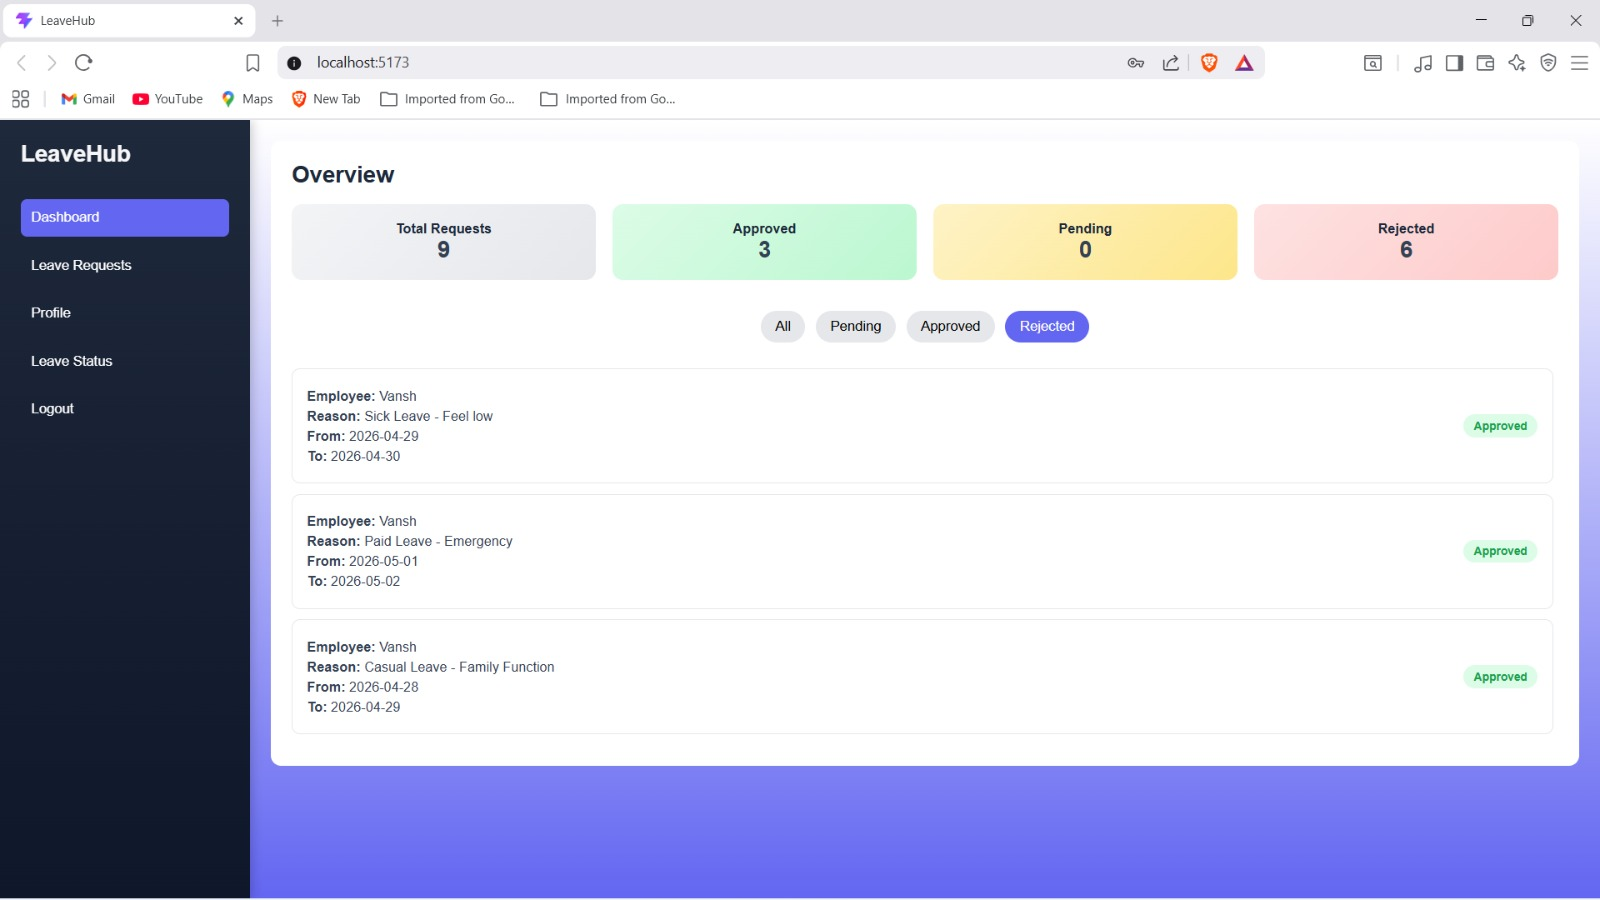 LeaveHub
localhost:5173
Gmail
YouTube
Maps
New Tab
Imported from Go...
Imported from Go...
LeaveHub
Dashboard
Leave Requests
Profile
Leave Status
Logout
Overview
Total Requests
9
Approved
3
Pending
0
Rejected
6
All
Pending
Approved
Rejected
Employee: Vansh
Reason: Sick Leave - Feel low
From: 2026-04-29
To: 2026-04-30
Approved
Employee: Vansh
Reason: Paid Leave - Emergency
From: 2026-05-01
To: 2026-05-02
Approved
Employee: Vansh
Reason: Casual Leave - Family Function
From: 2026-04-28
To: 2026-04-29
Approved